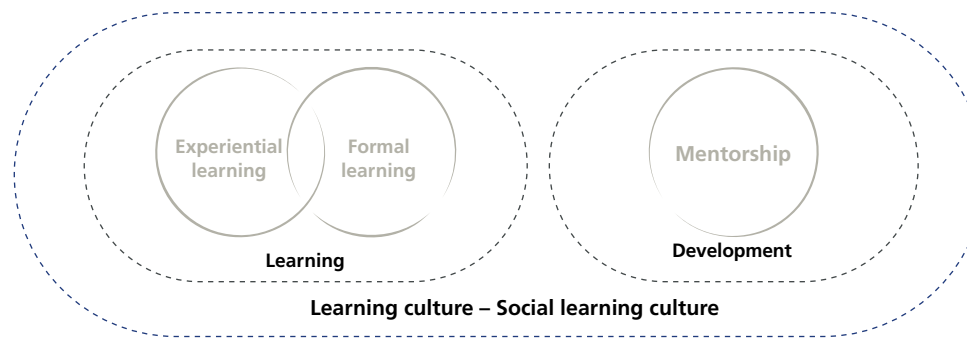 Experiential
learning
Formal
learning
Mentorship
Learning
Development
Learning culture – Social learning culture